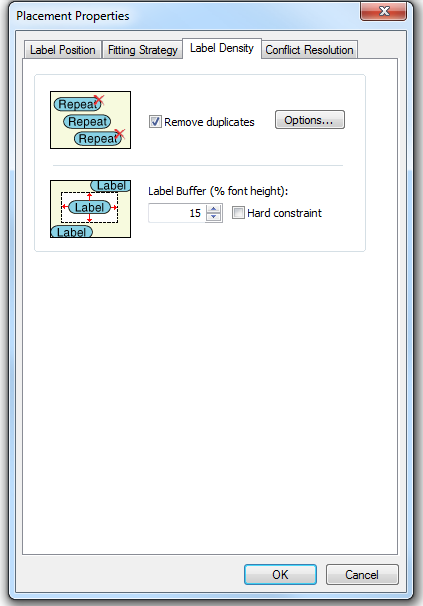 Placement Properties
Label Position Fitting Strategy Label Density Conflict Resolution
Repeat
Repeat
Repeat
Remove duplicates Options...
Label
Label
Label
Label Buffer (% font height):
15 Hard constraint
OK Cancel